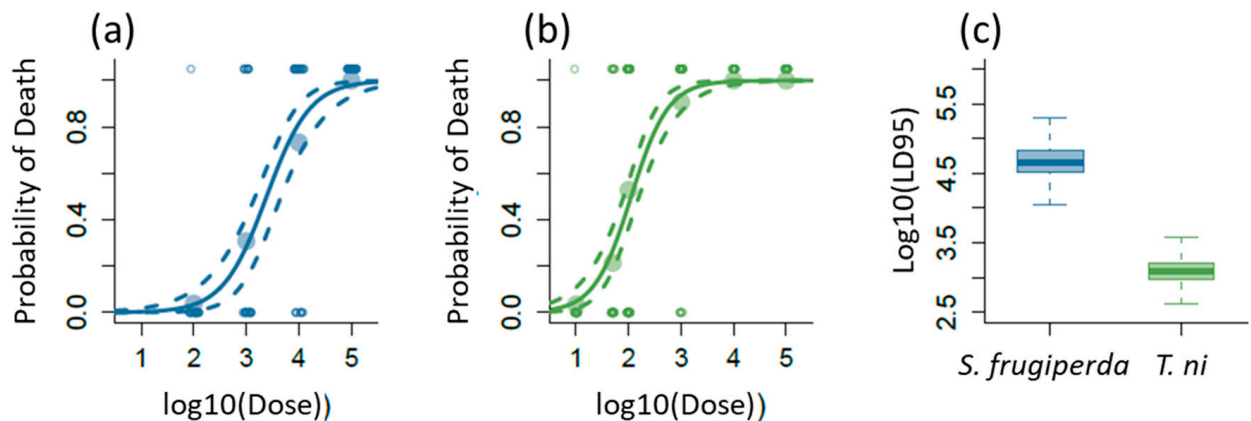 (a)
Probability of Death
0.0 0.4 0.8
1 2 3 4 5
log10(Dose))
(b)
Probability of Death
0.0 0.4 0.8
1 2 3 4 5
log10(Dose))
(c)
Log10(LD95)
2.5 3.5 4.5 5.5
S. frugiperda T. ni